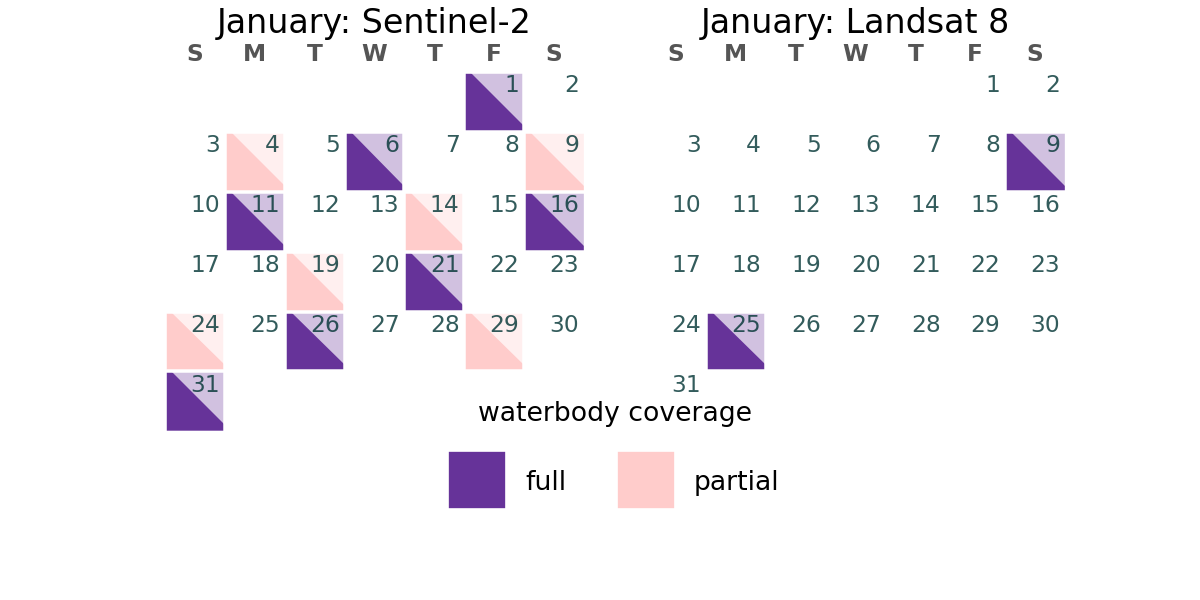 January: Sentinel-2
S M T W T F S
1 2
3 4 5 6 7 8 9
10 11 12 13 14 15 16
17 18 19 20 21 22 23
24 25 26 27 28 29 30
31
January: Landsat 8
S M T W T F S
1 2
3 4 5 6 7 8 9
10 11 12 13 14 15 16
17 18 19 20 21 22 23
24 25 26 27 28 29 30
31
waterbody coverage
full partial